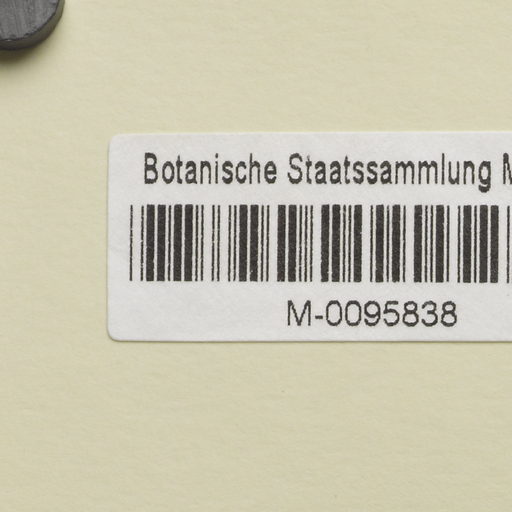 Botanische Staatssammlung
M-0095838